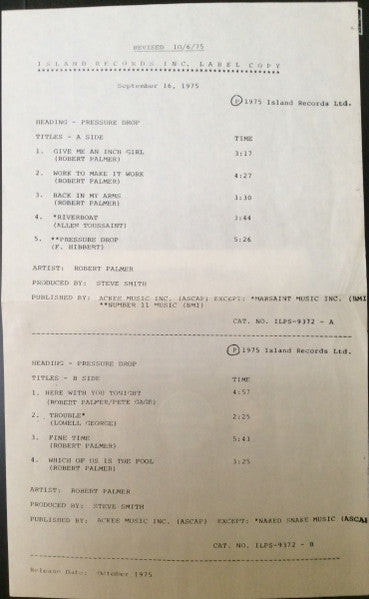 REVISED 10/6/75
ISLAND RECORDS INC. LABEL COPY
September 16, 1975
Ⓟ 1975 Island Records Ltd.
HEADING - PRESSURE DROP
TITLES - A SIDE TIME
1. GIVE ME AN INCH GIRL 3:17
(ROBERT PALMER)
2. WORK TO MAKE IT WORK 4:27
(ROBERT PALMER)
3. BACK IN MY ARMS 3:30
(ROBERT PALMER)
4. *RIVERBOAT 3:44
(ALLEN TOUSSAINT)
5. **PRESSURE DROP 5:26
(F. HIBBERT)
ARTIST: ROBERT PALMER
PRODUCED BY: STEVE SMITH
PUBLISHED BY: ACKEE MUSIC INC. (ASCAP) EXCEPT: *MARSAINT MUSIC INC. (BMI
**NUMBER 11 MUSIC (BMI)
CAT. NO. ILPS-9372 - A
Ⓟ 1975 Island Records Ltd.
HEADING - PRESSURE DROP
TITLES - B SIDE TIME
1. HERE WITH YOU TONIGHT 4:57
(ROBERT PALMER/PETE GAGE)
2. TROUBLE* 2:25
(LOWELL GEORGE)
3. FINE TIME 5:43
(ROBERT PALMER)
4. WHICH OF US IS THE FOOL 3:25
(ROBERT PALMER)
ARTIST: ROBERT PALMER
PRODUCED BY: STEVE SMITH
PUBLISHED BY: ACKEE MUSIC INC. (ASCAP) EXCEPT: *NAKED SNAKE MUSIC (ASCAP
CAT. NO. ILPS-9372 - B
Release Date: October 1975